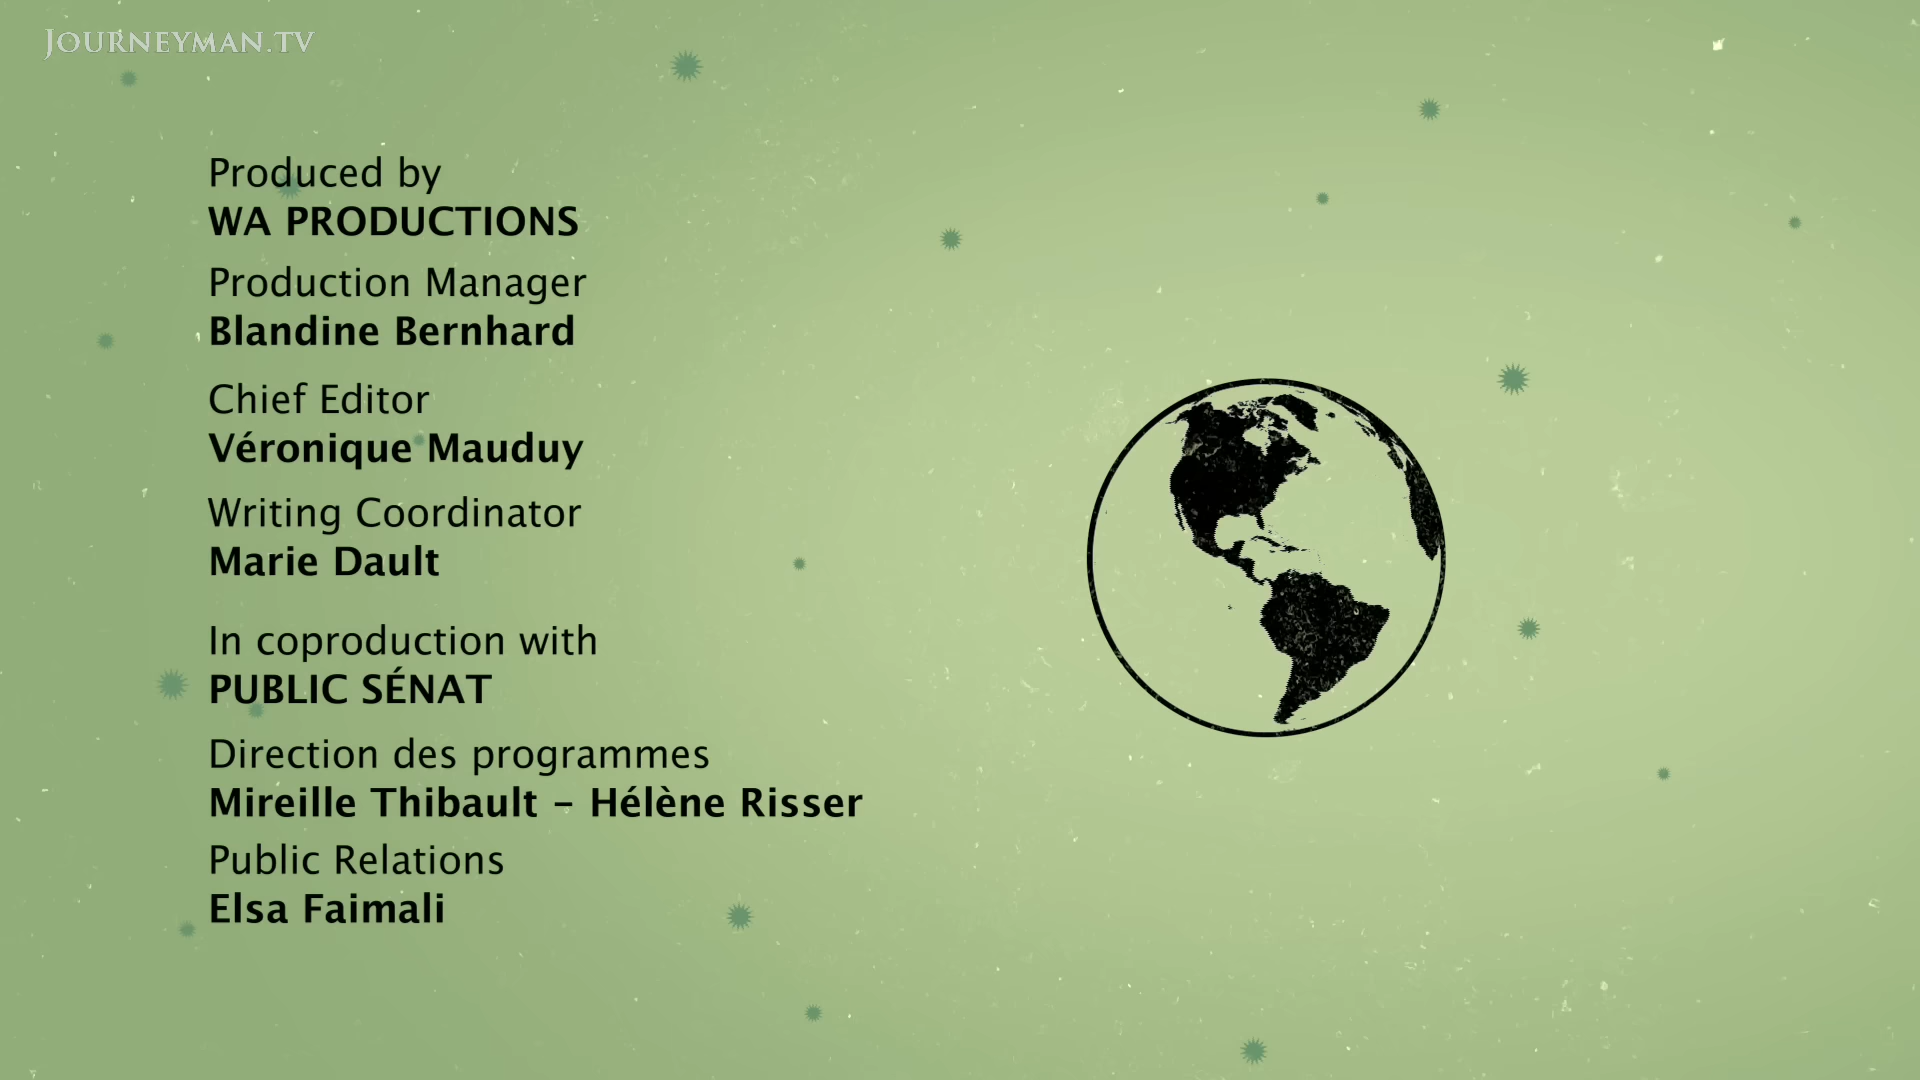 JOURNEYMAN.TV
Produced by
WA PRODUCTIONS
Production Manager
Blandine Bernhard
Chief Editor
Véronique Mauduy
Writing Coordinator
Marie Dault
In coproduction with
PUBLIC SÉNAT
Direction des programmes
Mireille Thibault – Hélène Risser
Public Relations
Elsa Faimali